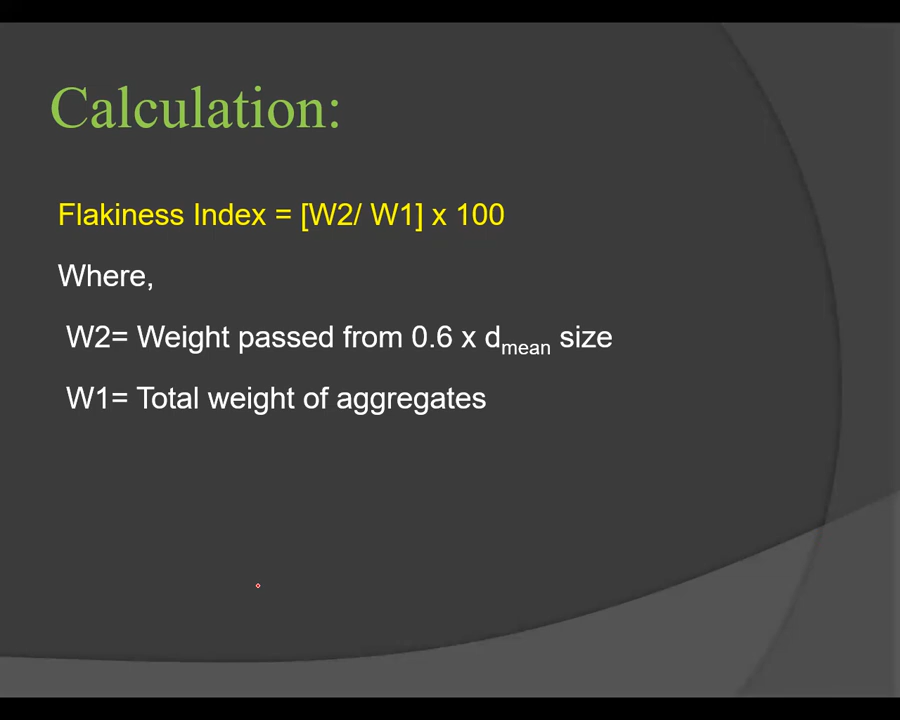 Calculation:
Flakiness Index = [W2/ W1] x 100
Where,
W2= Weight passed from 0.6 x dmean size
W1= Total weight of aggregates